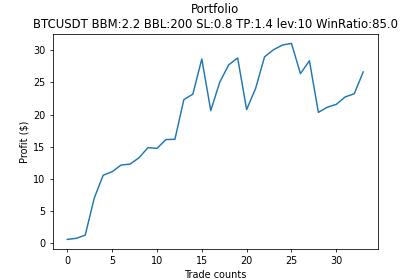 Portfolio
BTCUSDT BBM:2.2 BBL:200 SL:0.8 TP:1.4 lev:10 WinRatio:85.0
30
25
20
15
10
5
0
Profit ($)
0 5 10 15 20 25 30
Trade counts